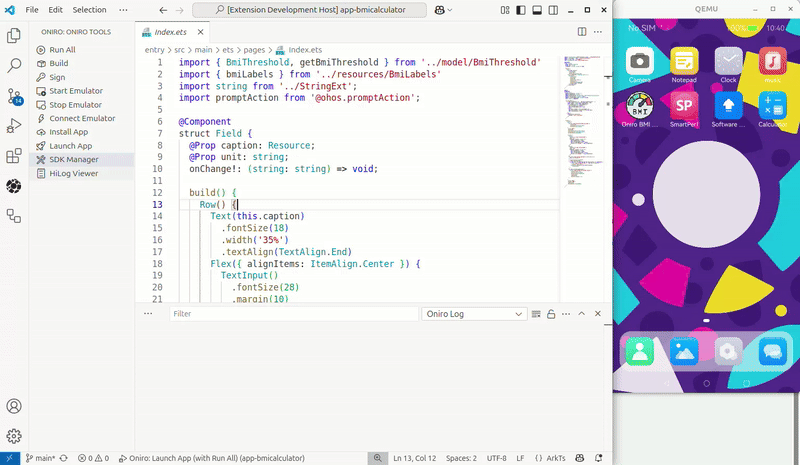 File Edit Selection ··· [Extension Development Host] app-bmicalculator
ONIRO: ONIRO TOOLS
Run All
Build
Sign
Start Emulator
Stop Emulator
Connect Emulator
Install App
Launch App
SDK Manager
HiLog Viewer
14
Index.ets
entry > src > main > ets > pages > Index.ets
1 import { BmiThreshold, getBmiThreshold } from '../model/BmiThreshold'
2 import { bmiLabels } from '../resources/BmiLabels'
3 import string from '../StringExt';
4 import promptAction from '@ohos.promptAction';
5
6 @Component
7 struct Field {
8 @Prop caption: Resource;
9 @Prop unit: string;
10 onChange!: (string: string) => void;
11
12 build() {
13 Row() {
14 Text(this.caption)
15 .fontSize(18)
16 .width('35%')
17 .textAlign(TextAlign.End)
18 Flex({ alignItems: ItemAlign.Center }) {
19 TextInput()
20 .fontSize(28)
21 .margin(10)
Filter
Oniro Log
main* 0 0 Oniro: Launch App (with Run All) (app-bmicalculator) Ln 13, Col 12 Spaces: 2 UTF-8 LF {} ArkTs
QEMU
No SIM 100% 10:40
Camera Notepad Clock music
BMI SP
Oniro BMI ... SmartPerf Software ... Calculator